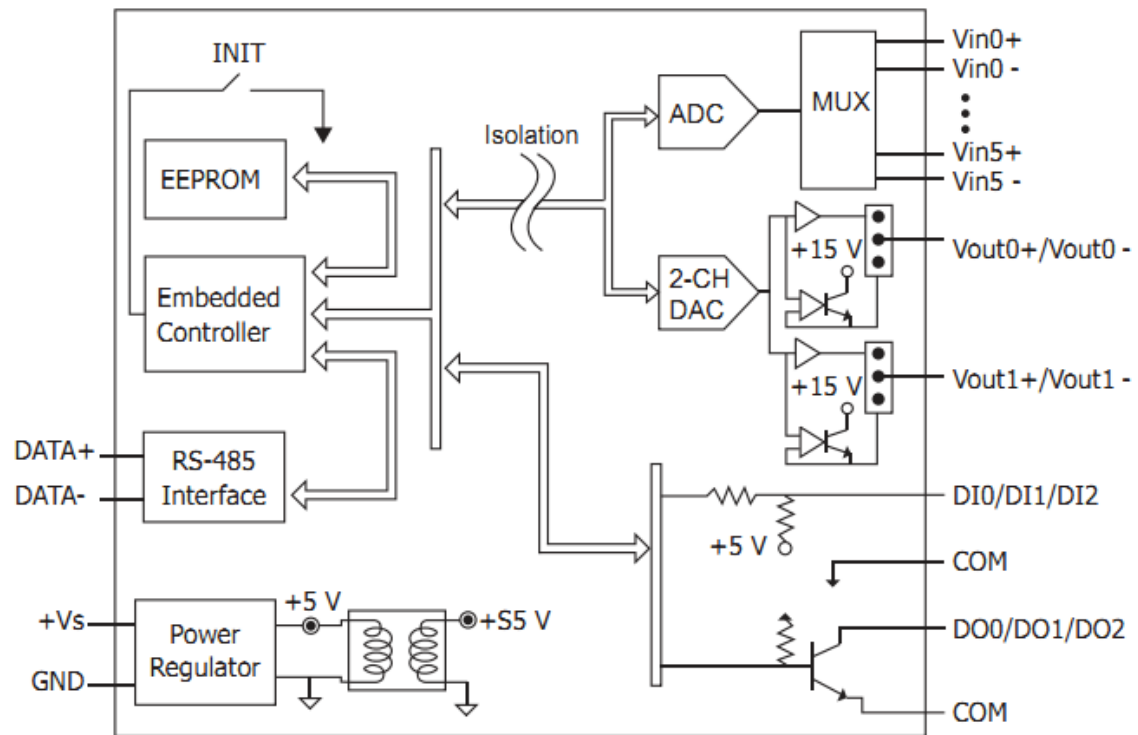 INIT
EEPROM
Embedded
Controller
RS-485
Interface
DATA+
DATA-
+Vs
GND
Power
Regulator
+5 V
+S5 V
Isolation
ADC
MUX
Vin0+
Vin0 -
Vin5+
Vin5 -
2-CH
DAC
+15 V
Vout0+/Vout0 -
+15 V
Vout1+/Vout1 -
DI0/DI1/DI2
+5 V
COM
DO0/DO1/DO2
COM